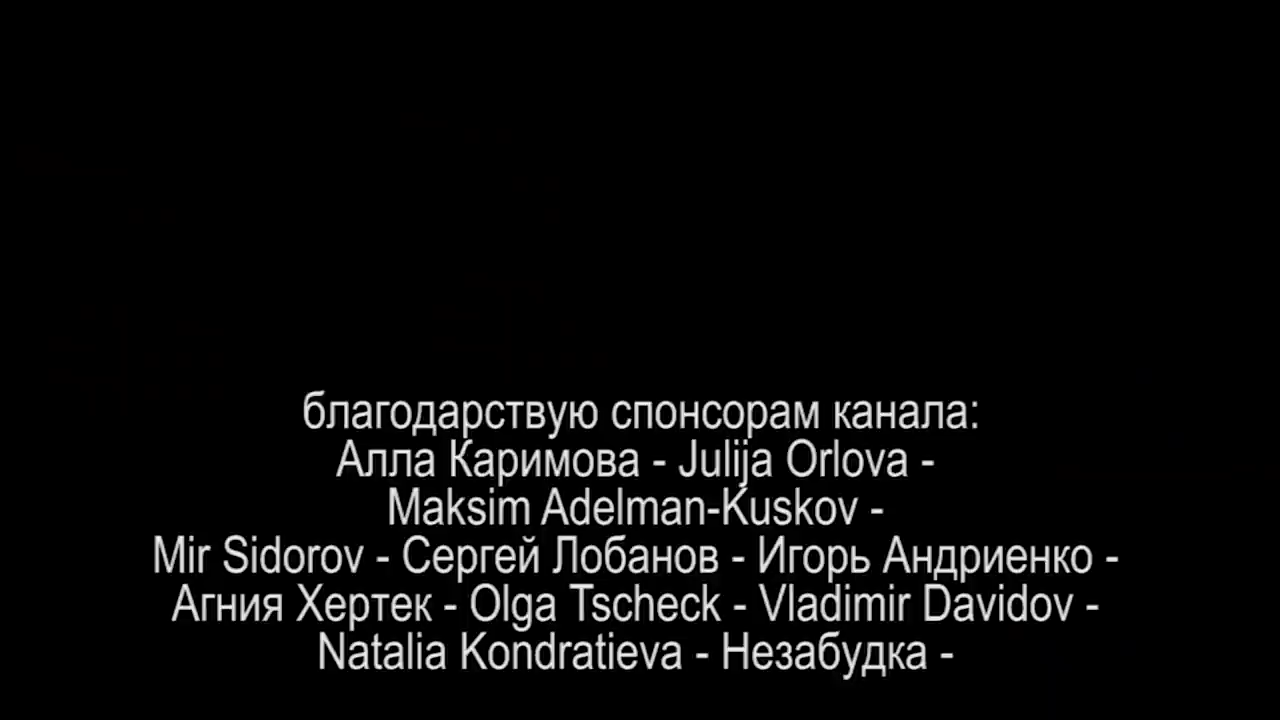 благодарствую спонсорам канала:
Алла Каримова - Julija Orlova -
Maksim Adelman-Kuskov -
Mir Sidorov - Сергей Лобанов - Игорь Андриенко -
Агния Хертек - Olga Tscheck - Vladimir Davidov -
Natalia Kondratieva - Незабудка -